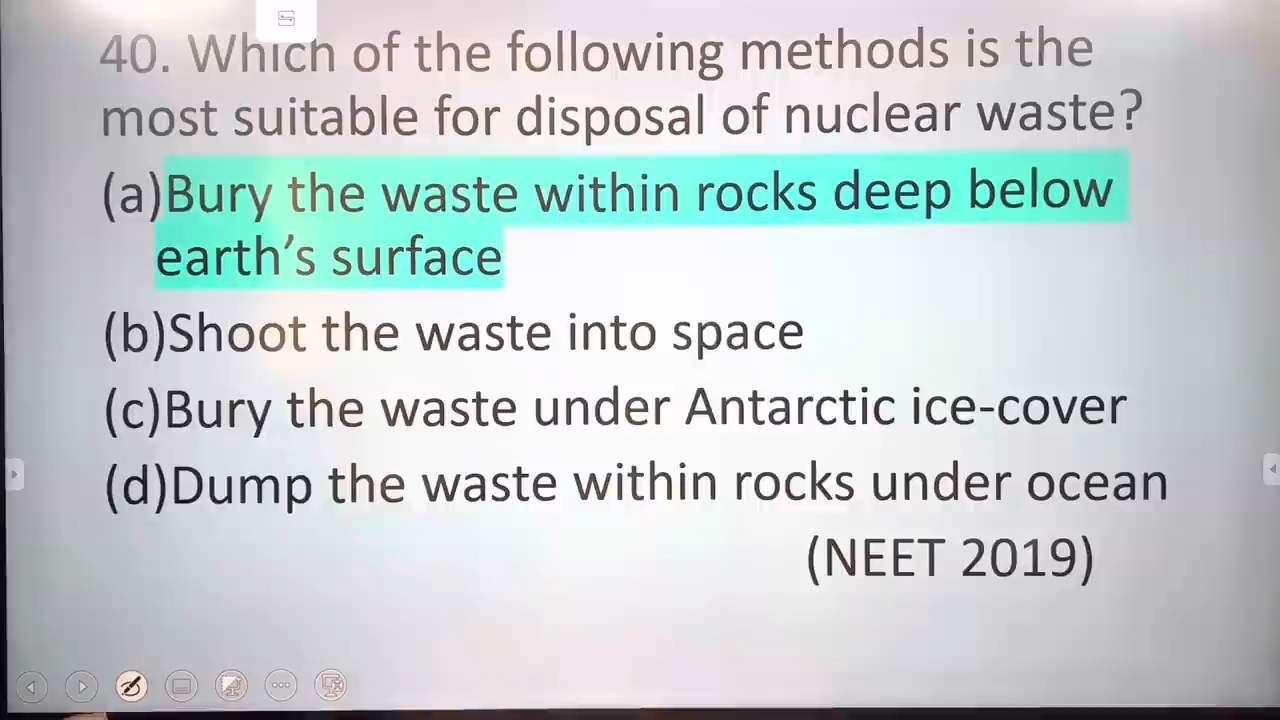 40. Which of the following methods is the
most suitable for disposal of nuclear waste?
(a)Bury the waste within rocks deep below
earth’s surface
(b)Shoot the waste into space
(c)Bury the waste under Antarctic ice-cover
(d)Dump the waste within rocks under ocean
(NEET 2019)